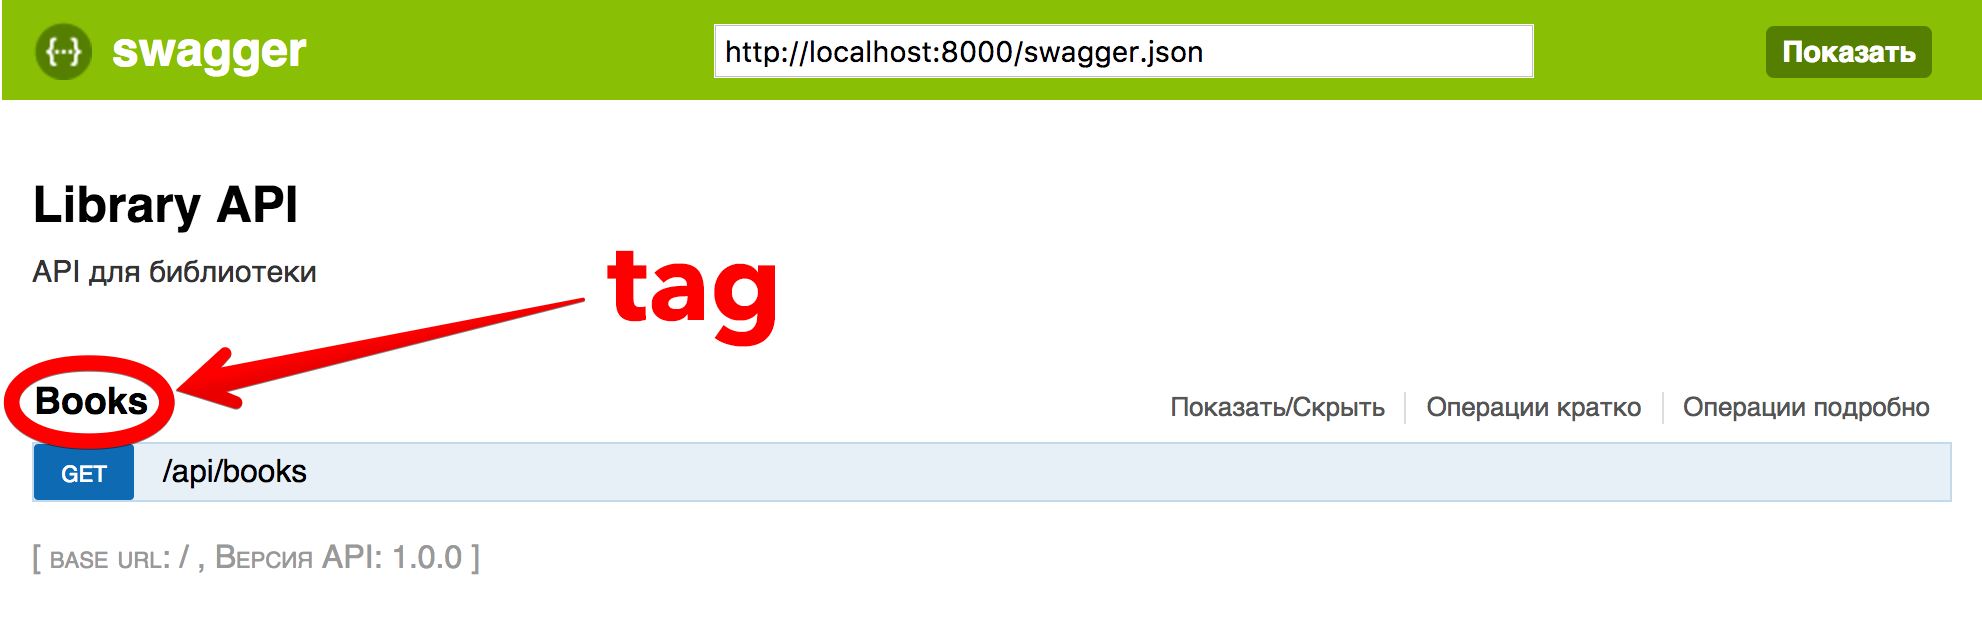 {···} swagger
http://localhost:8000/swagger.json
Показать
Library API
API для библиотеки
tag
Books
Показать/Скрыть
Операции кратко
Операции подробно
GET /api/books
[ BASE URL: / , ВЕРСИЯ API: 1.0.0 ]